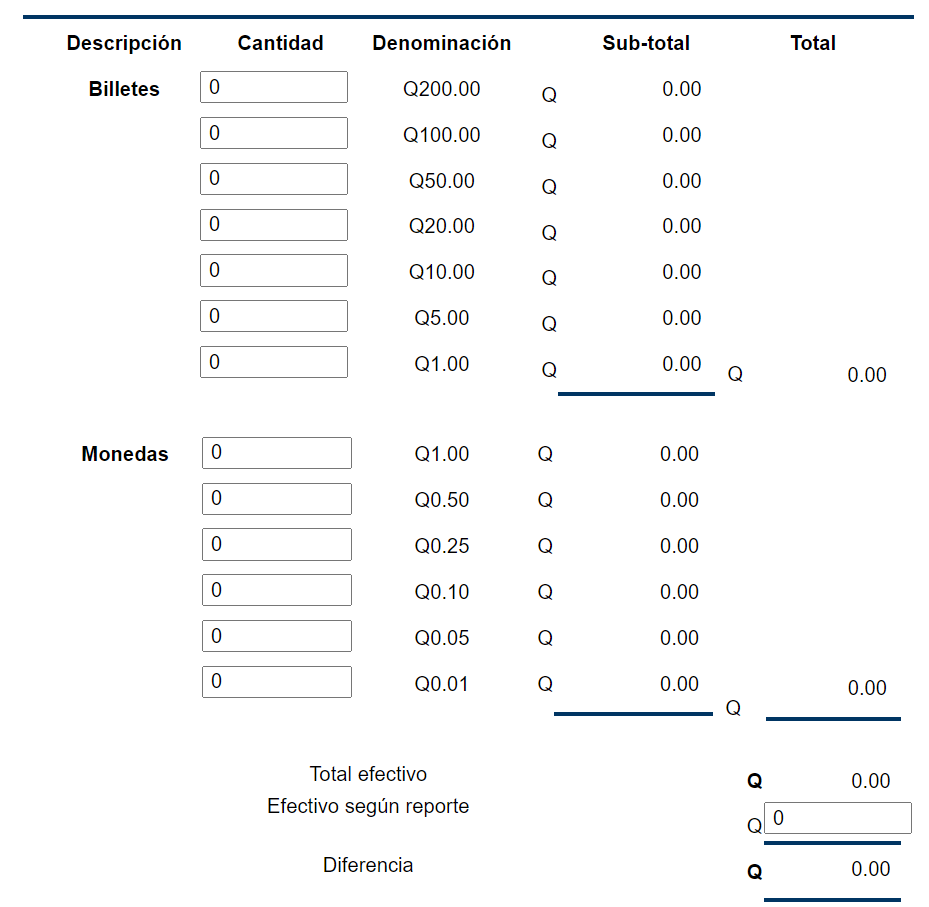 Descripción Cantidad Denominación Sub-total Total
Billetes 0 Q200.00 Q 0.00
0 Q100.00 Q 0.00
0 Q50.00 Q 0.00
0 Q20.00 Q 0.00
0 Q10.00 Q 0.00
0 Q5.00 Q 0.00
0 Q1.00 Q 0.00 Q 0.00
Monedas 0 Q1.00 Q 0.00
0 Q0.50 Q 0.00
0 Q0.25 Q 0.00
0 Q0.10 Q 0.00
0 Q0.05 Q 0.00
0 Q0.01 Q 0.00 Q 0.00
Total efectivo Q 0.00
Efectivo según reporte Q 0
Diferencia Q 0.00